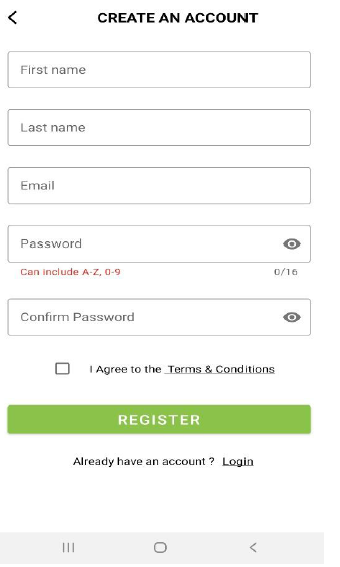 CREATE AN ACCOUNT
First name
Last name
Email
Password
Can include A-Z, 0-9 0/16
Confirm Password
I Agree to the Terms & Conditions
REGISTER
Already have an account ? Login